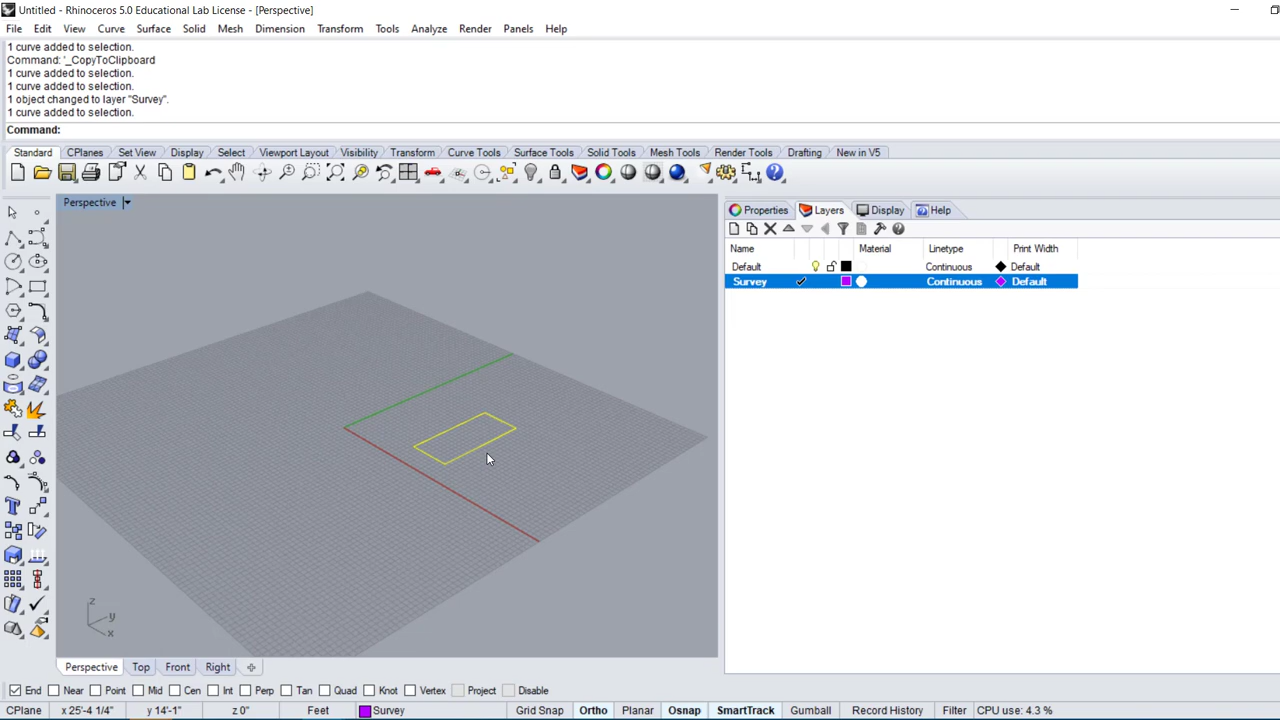 Untitled - Rhinoceros 5.0 Educational Lab License - [Perspective]
File Edit View Curve Surface Solid Mesh Dimension Transform Tools Analyze Render Panels Help
1 curve added to selection.
Command: '_CopyToClipboard
1 curve added to selection.
1 curve added to selection.
1 object changed to layer "Survey".
1 curve added to selection.
Command:
Standard CPlanes Set View Display Select Viewport Layout Visibility Transform Curve Tools Surface Tools Solid Tools Mesh Tools Render Tools Drafting New in V5
Perspective
Properties Layers Display Help
Name Material Linetype Print Width
Default Continuous Default
Survey Continuous Default
z
y
x
Perspective Top Front Right
End Near Point Mid Cen Int Perp Tan Quad Knot Vertex Project Disable
CPlane x 25'-4 1/4" y 14'-1" z 0" Feet Survey Grid Snap Ortho Planar Osnap SmartTrack Gumball Record History Filter CPU use: 4.3 %